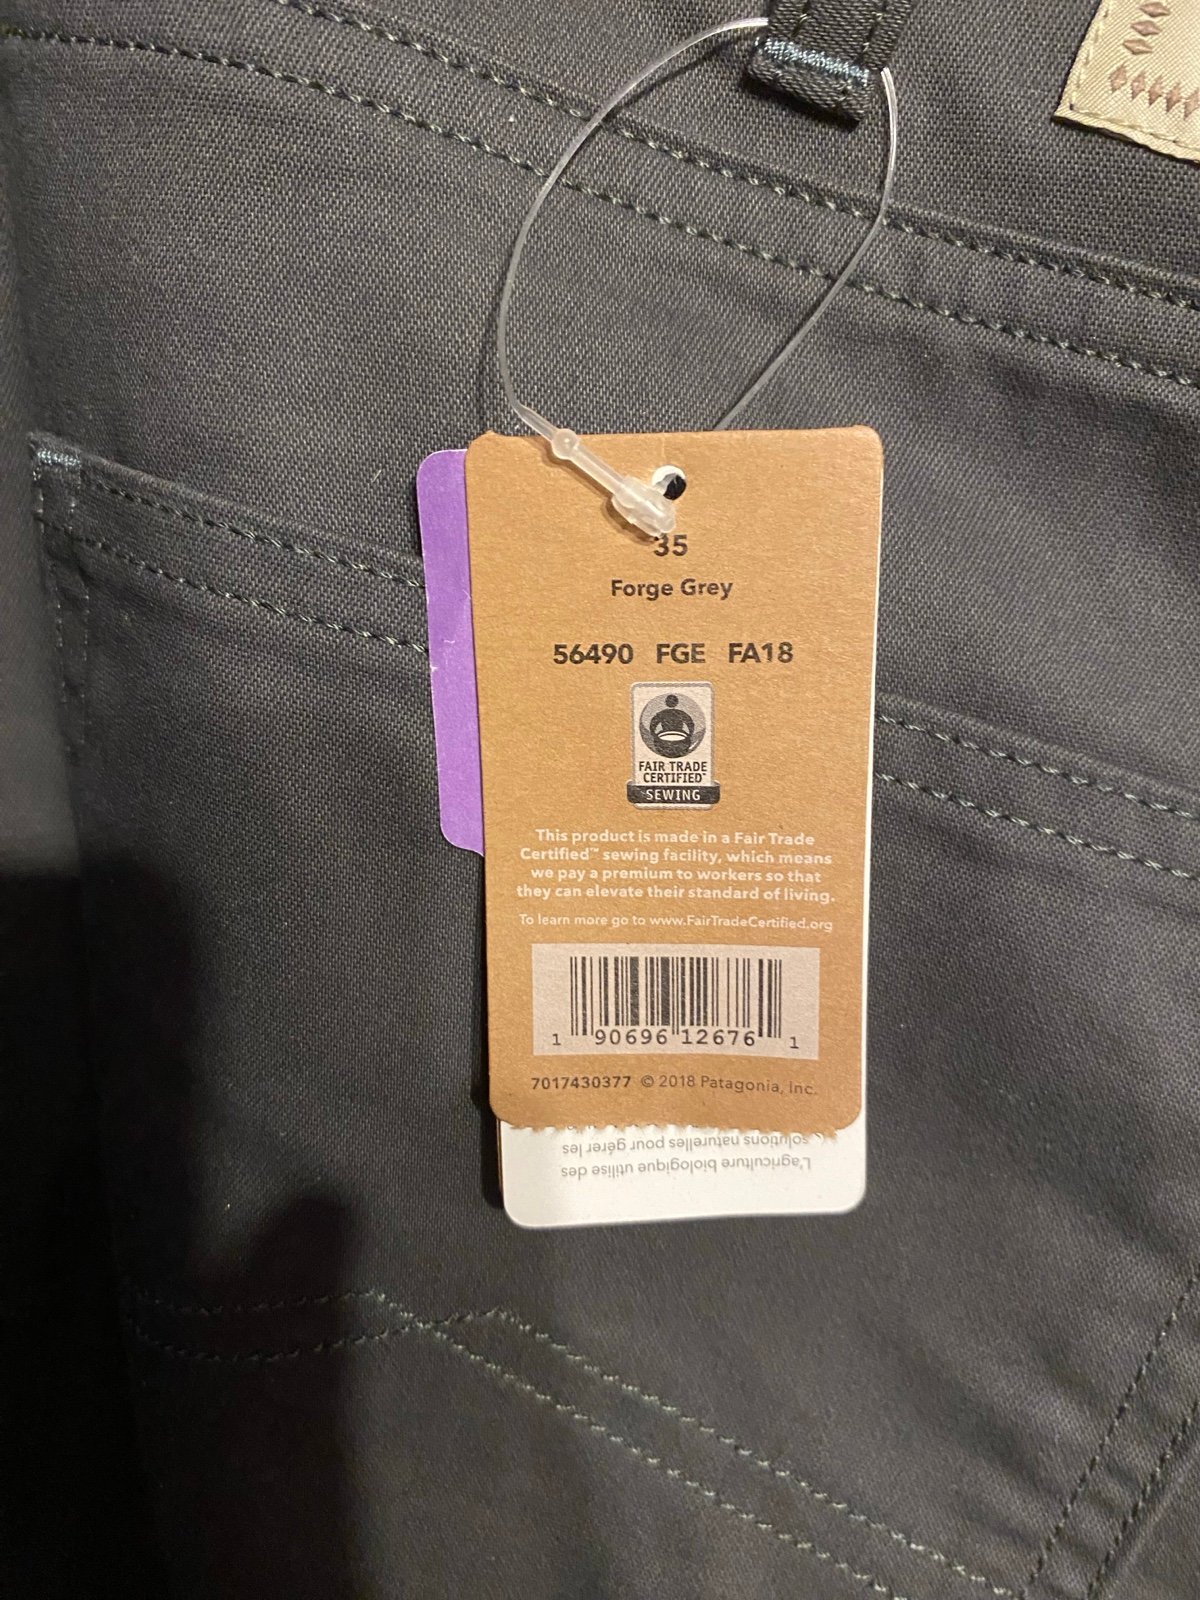 35
Forge Grey
56490 FGE FA18
FAIR TRADE
CERTIFIED™
SEWING
This product is made in a Fair Trade
Certified™ sewing facility, which means
we pay a premium to workers so that
they can elevate their standard of living.
To learn more go to www.FairTradeCertified.org
1 90696 12676 1
7017430377 © 2018 Patagonia, Inc.
L'agriculture biologique utilise des
solutions naturelles pour gérer les